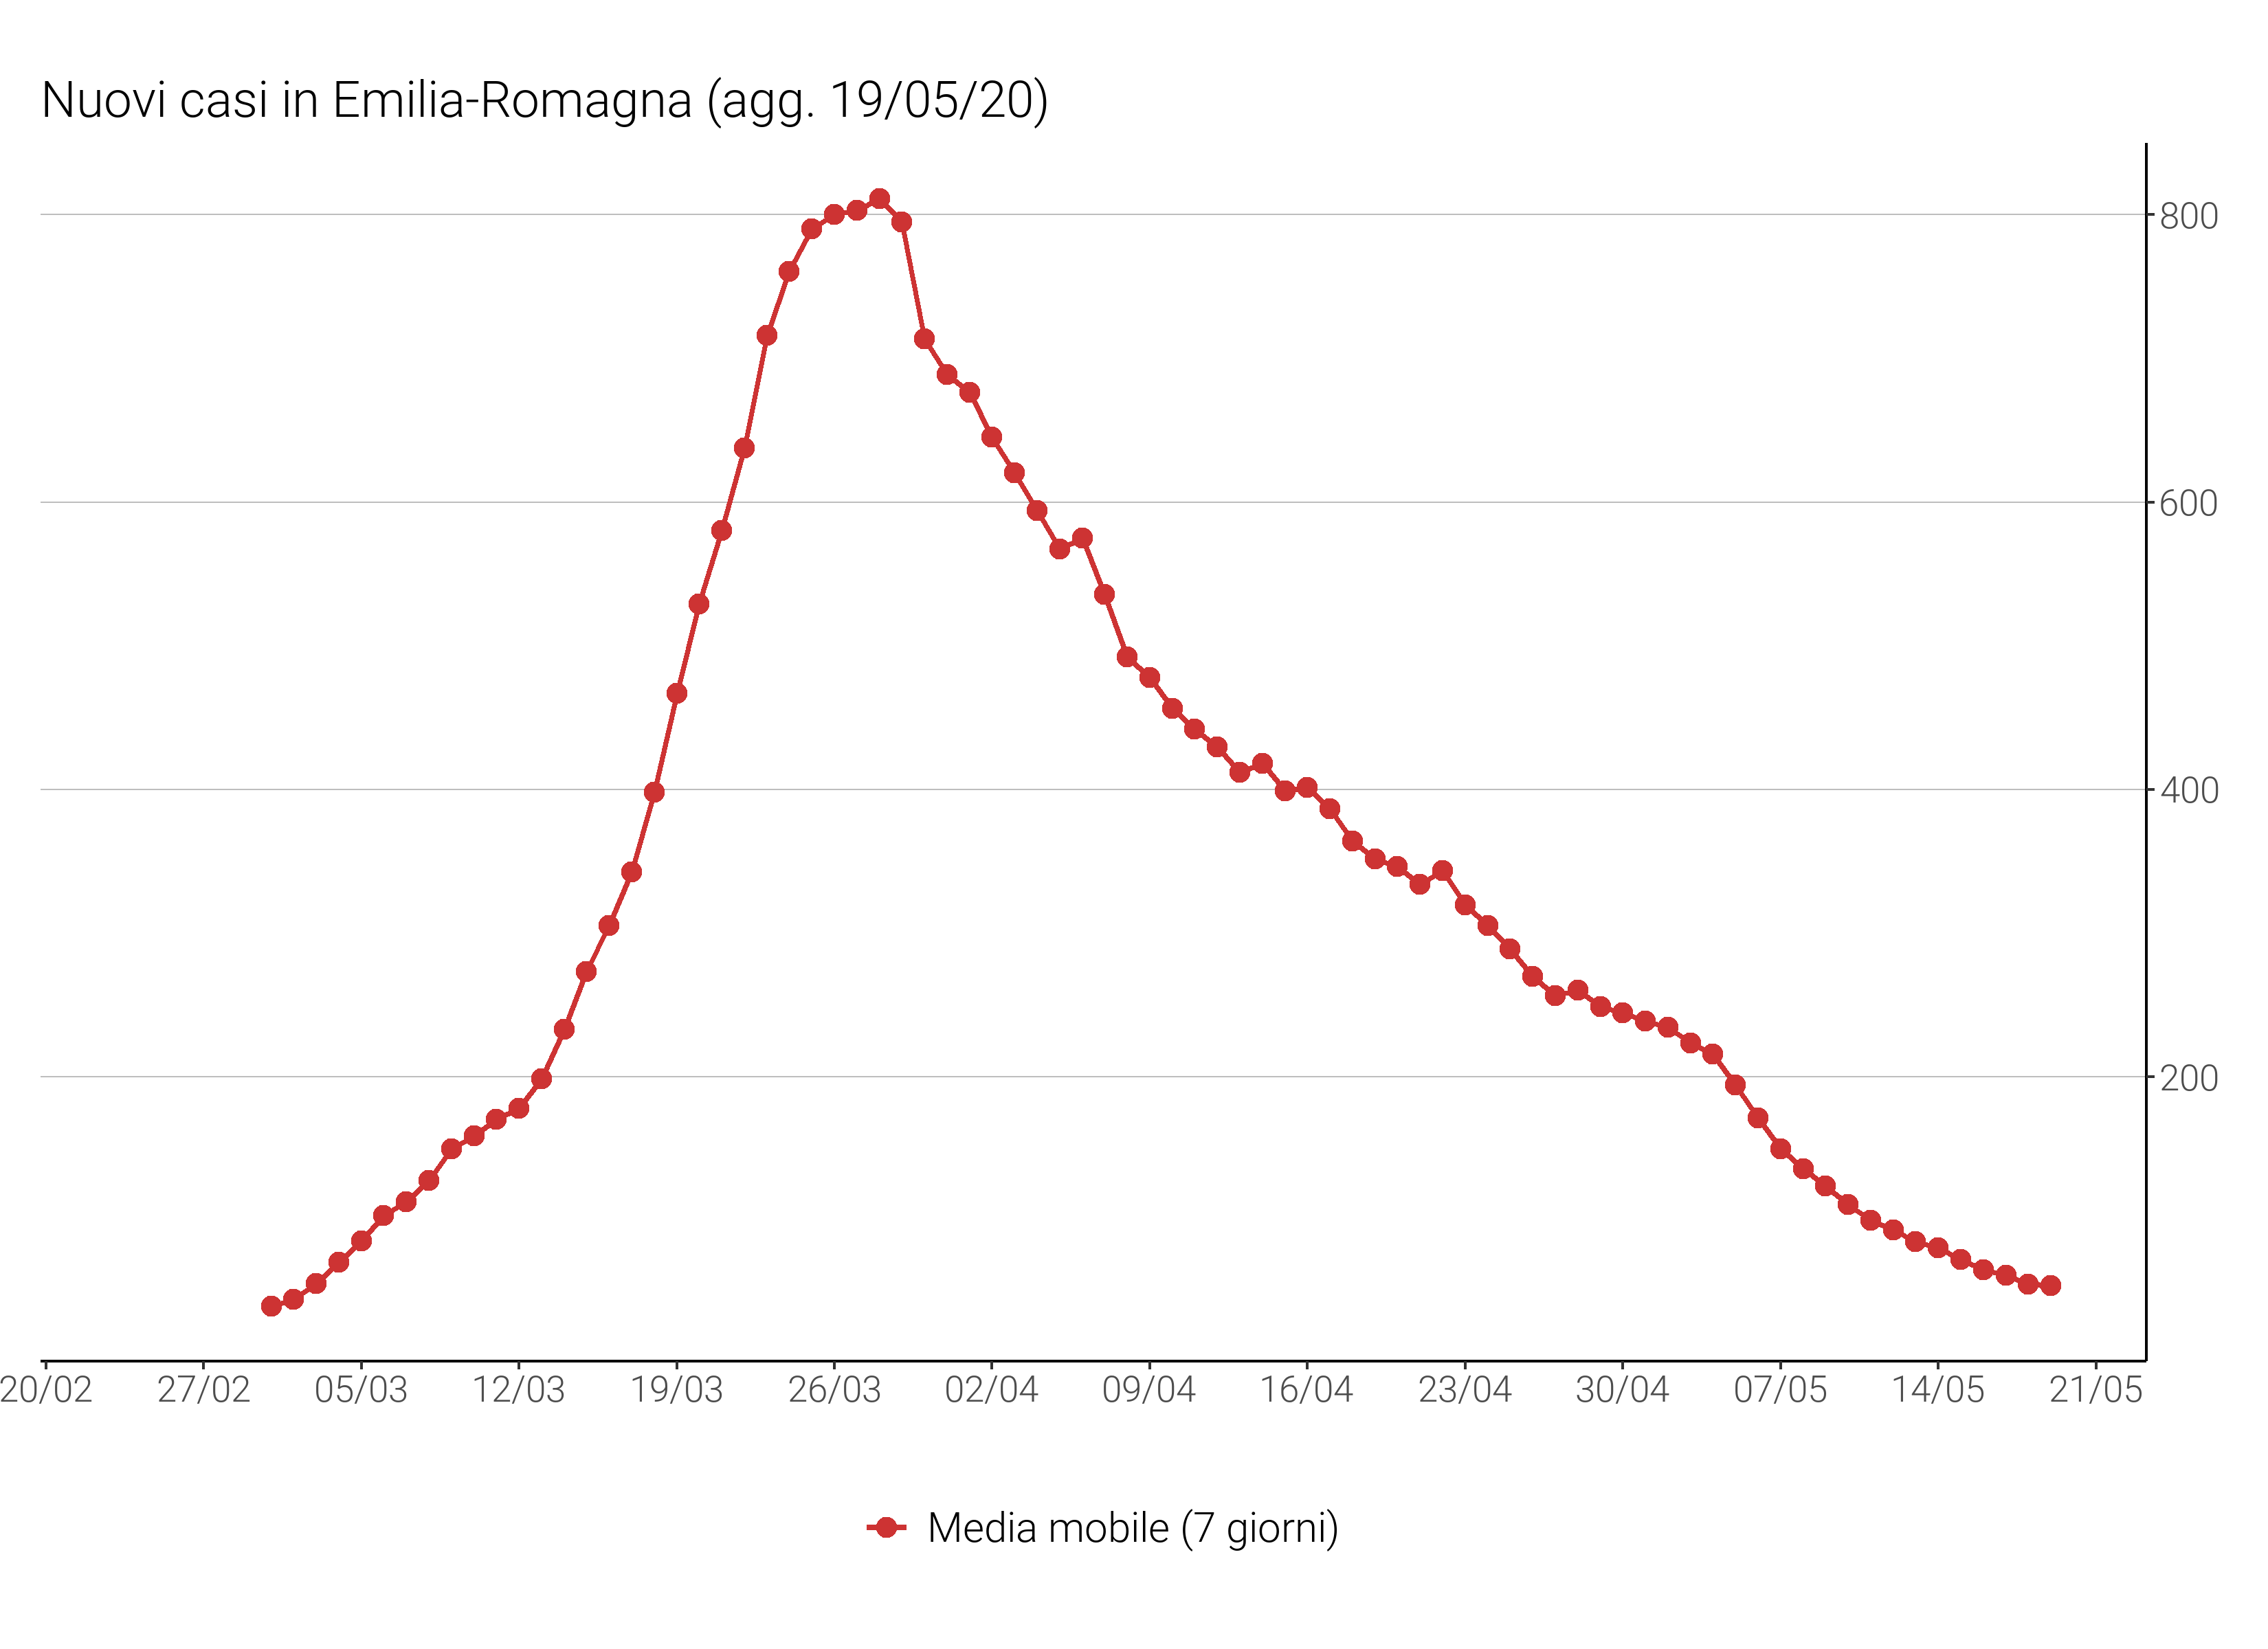 Nuovi casi in Emilia-Romagna (agg. 19/05/20)
800
600
400
200
20/02 27/02 05/03 12/03 19/03 26/03 02/04 09/04 16/04 23/04 30/04 07/05 14/05 21/05
Media mobile (7 giorni)